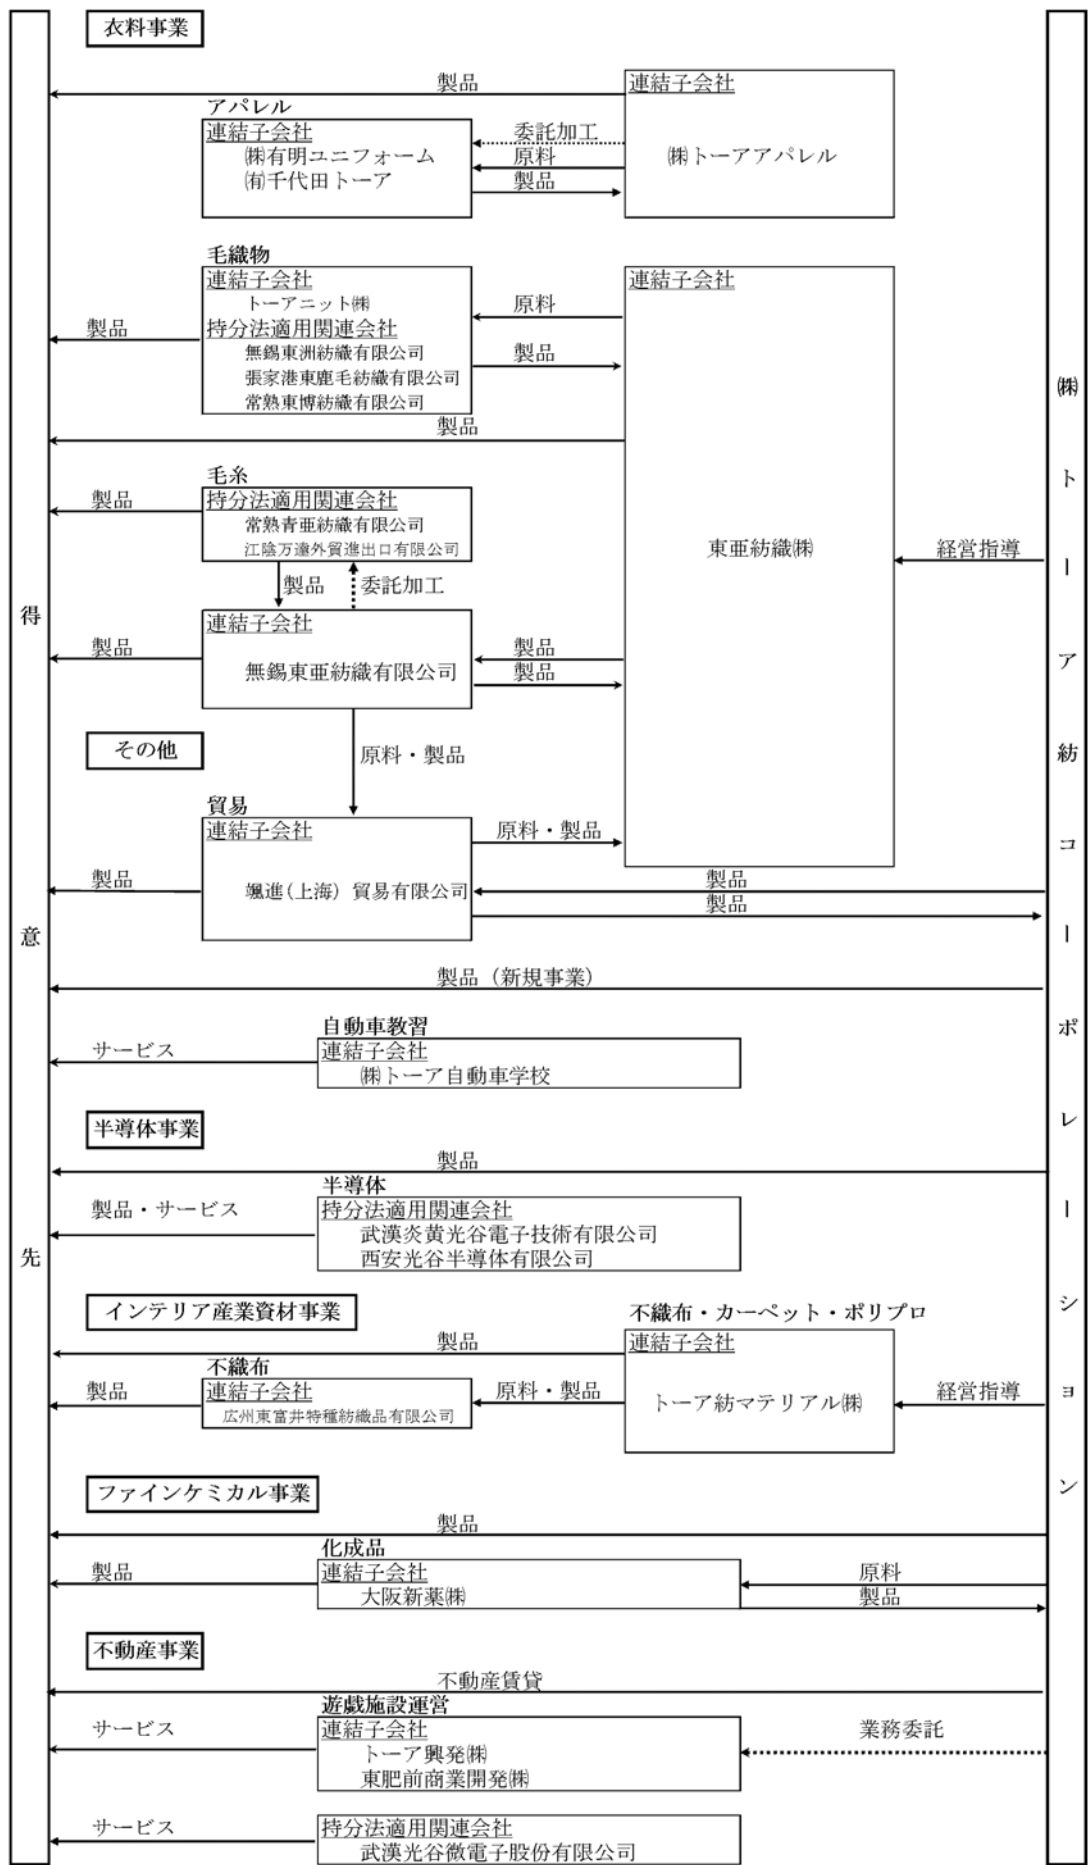 衣料事業
製品
連結子会社
㈱トーアアパレル
アパレル
連結子会社
㈱有明ユニフォーム
㈲千代田トーア
委託加工
原料
製品
毛織物
連結子会社
トーアニット㈱
持分法適用関連会社
無錫東洲紡織有限公司
張家港東鹿毛紡織有限公司
常熟東博紡織有限公司
製品
原料
製品
連結子会社
東亜紡織㈱
経営指導
製品
毛糸
持分法適用関連会社
常熟青亜紡織有限公司
江陰万達外貿進出口有限公司
製品
製品
委託加工
連結子会社
無錫東亜紡織有限公司
製品
製品
製品
その他
原料・製品
貿易
連結子会社
颯進(上海) 貿易有限公司
原料・製品
製品
製品
製品
製品（新規事業）
自動車教習
連結子会社
㈱トーア自動車学校
サービス
半導体事業
製品
半導体
持分法適用関連会社
武漢炎黄光谷電子技術有限公司
西安光谷半導体有限公司
製品・サービス
インテリア産業資材事業
不織布・カーペット・ポリプロ
連結子会社
トーア紡マテリアル㈱
製品
経営指導
不織布
連結子会社
広州東富井特種紡織品有限公司
製品
原料・製品
ファインケミカル事業
製品
化成品
連結子会社
大阪新薬㈱
製品
原料
製品
不動産事業
不動産賃貸
遊戯施設運営
連結子会社
トーア興発㈱
東肥前商業開発㈱
サービス
業務委託
持分法適用関連会社
武漢光谷微電子股份有限公司
サービス
得意先
㈱トーア紡コーポレーション